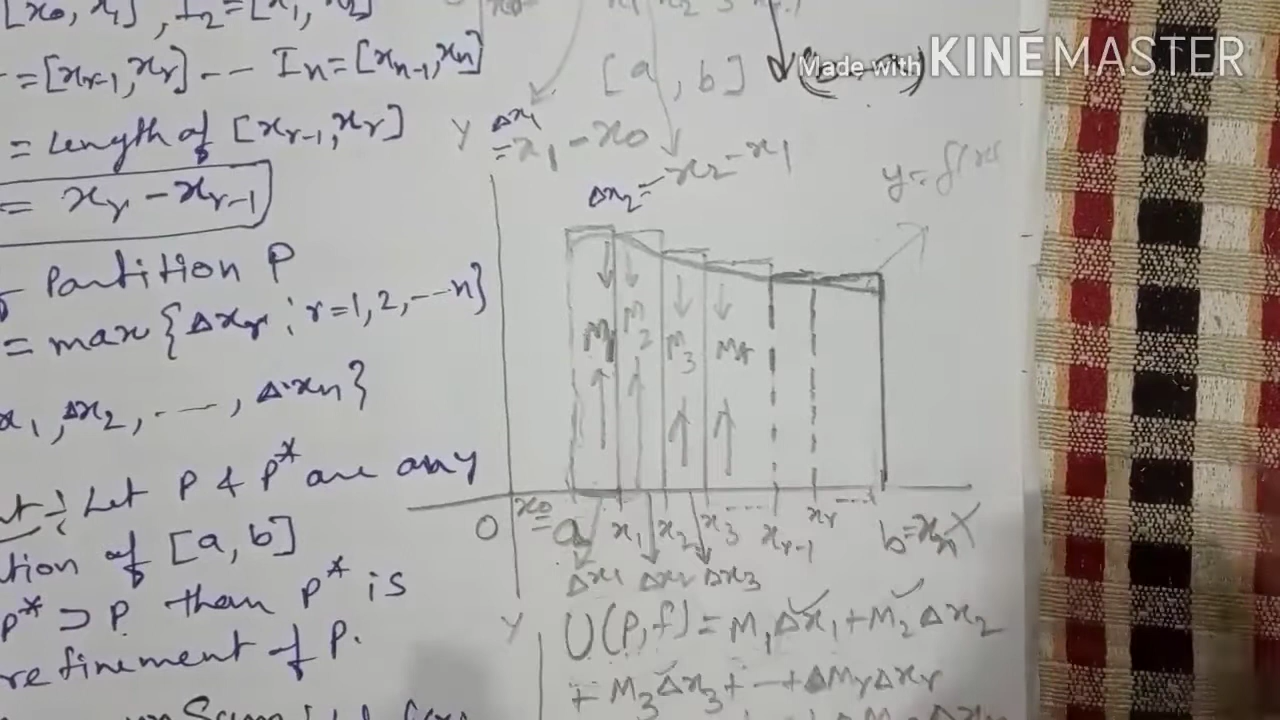 [x0, x1], I2=[x1, x2]
=[xr-1, xr] -- In=[xn-1, xn]
= Length of [xr-1, xr]
= xr - xr-1
Partition P
= max {Δxr : r=1, 2, ---n}
x1, Δx2, ----, Δxn}
Let P & P* are any
tion of [a, b]
P* ⊃ P than P* is
refinement of P.
Made with KINEMASTER
[a, b]
Y
Δx1
= x1 - x0
Δx2 = x2 - x1
y = f(x
M1 M2 M3 M4
O x0 = a x1 x2 x3 ---- xr-1 xr ---- b=xn X
Δx1 Δx2 Δx3
Y
U(P, f) = M1Δx1 + M2Δx2
+ M3Δx3 + --- + ΔMrΔxr